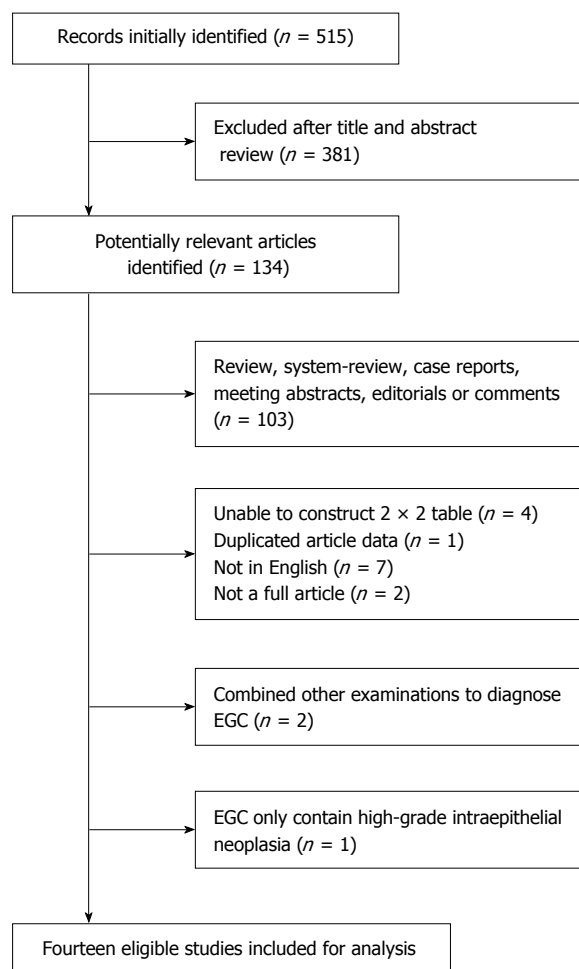 Records initially identified (n = 515)
Excluded after title and abstract
review (n = 381)
Potentially relevant articles
identified (n = 134)
Review, system-review, case reports,
meeting abstracts, editorials or comments
(n = 103)
Unable to construct 2 × 2 table (n = 4)
Duplicated article data (n = 1)
Not in English (n = 7)
Not a full article (n = 2)
Combined other examinations to diagnose
EGC (n = 2)
EGC only contain high-grade intraepithelial
neoplasia (n = 1)
Fourteen eligible studies included for analysis